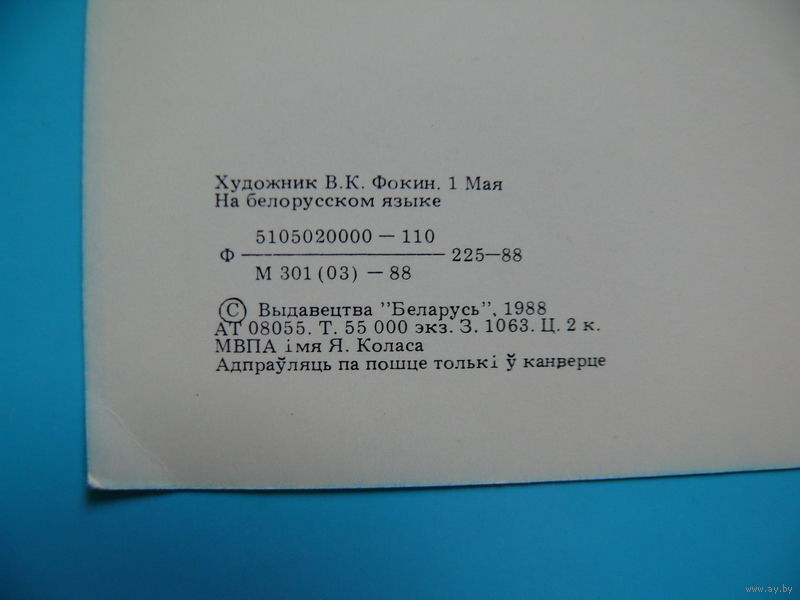 Художник В.К. Фокин. 1 Мая
На белорусском языке
5105020000 — 110
Ф ———————— 225—88
М 301 (03) — 88
© Выдавецтва "Беларусь", 1988
АТ 08055. Т. 55 000 экз. З. 1063. Ц. 2 к.
МВПА імя Я. Коласа
Адпраўляць па пошце толькі ў канверце
www.ay.by